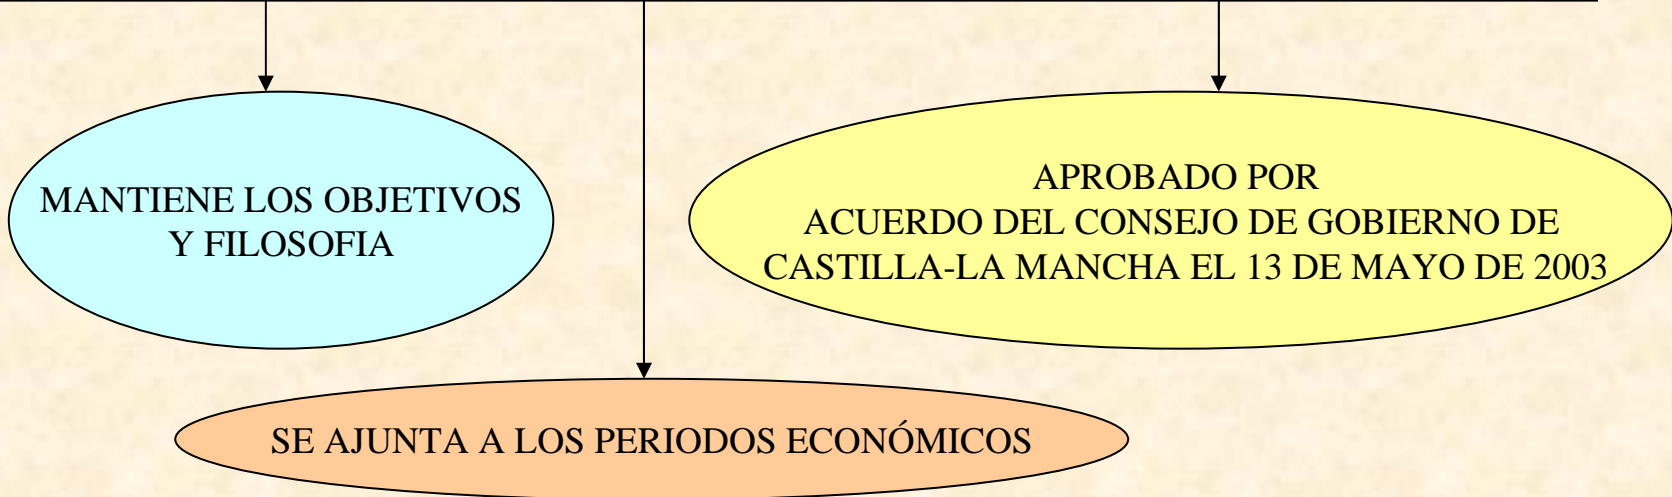 MANTIENE LOS OBJETIVOS
Y FILOSOFIA
APROBADO POR
ACUERDO DEL CONSEJO DE GOBIERNO DE
CASTILLA-LA MANCHA EL 13 DE MAYO DE 2003
SE AJUNTA A LOS PERIODOS ECONÓMICOS